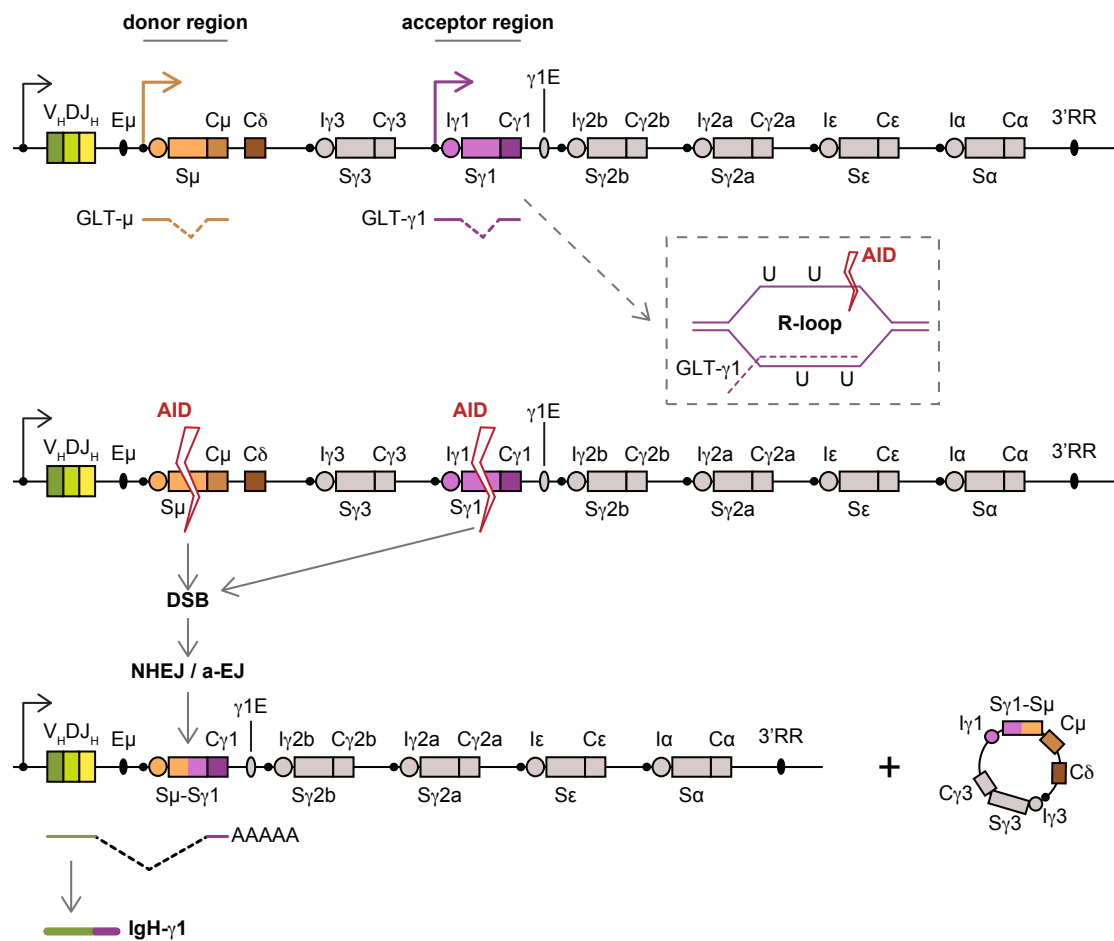 donor region acceptor region
γ1E
VHDJH Eμ Cμ Cδ Iγ3 Cγ3 Iγ1 Cγ1 Iγ2b Cγ2b Iγ2a Cγ2a Iε Cε Iα Cα 3'RR
Sμ Sγ3 Sγ1 Sγ2b Sγ2a Sε Sα
GLT-μ GLT-γ1
AID
U U
R-loop
GLT-γ1
U U
AID AID γ1E
VHDJH Eμ Cμ Cδ Iγ3 Cγ3 Iγ1 Cγ1 Iγ2b Cγ2b Iγ2a Cγ2a Iε Cε Iα Cα 3'RR
Sμ Sγ3 Sγ1 Sγ2b Sγ2a Sε Sα
DSB
NHEJ / a-EJ
γ1E
VHDJH Eμ Cγ1 Iγ2b Cγ2b Iγ2a Cγ2a Iε Cε Iα Cα 3'RR
Sμ-Sγ1 Sγ2b Sγ2a Sε Sα
+
Sγ1-Sμ
Iγ1 Cμ
Cδ
Cγ3
Sγ3 Iγ3
AAAAA
IgH-γ1